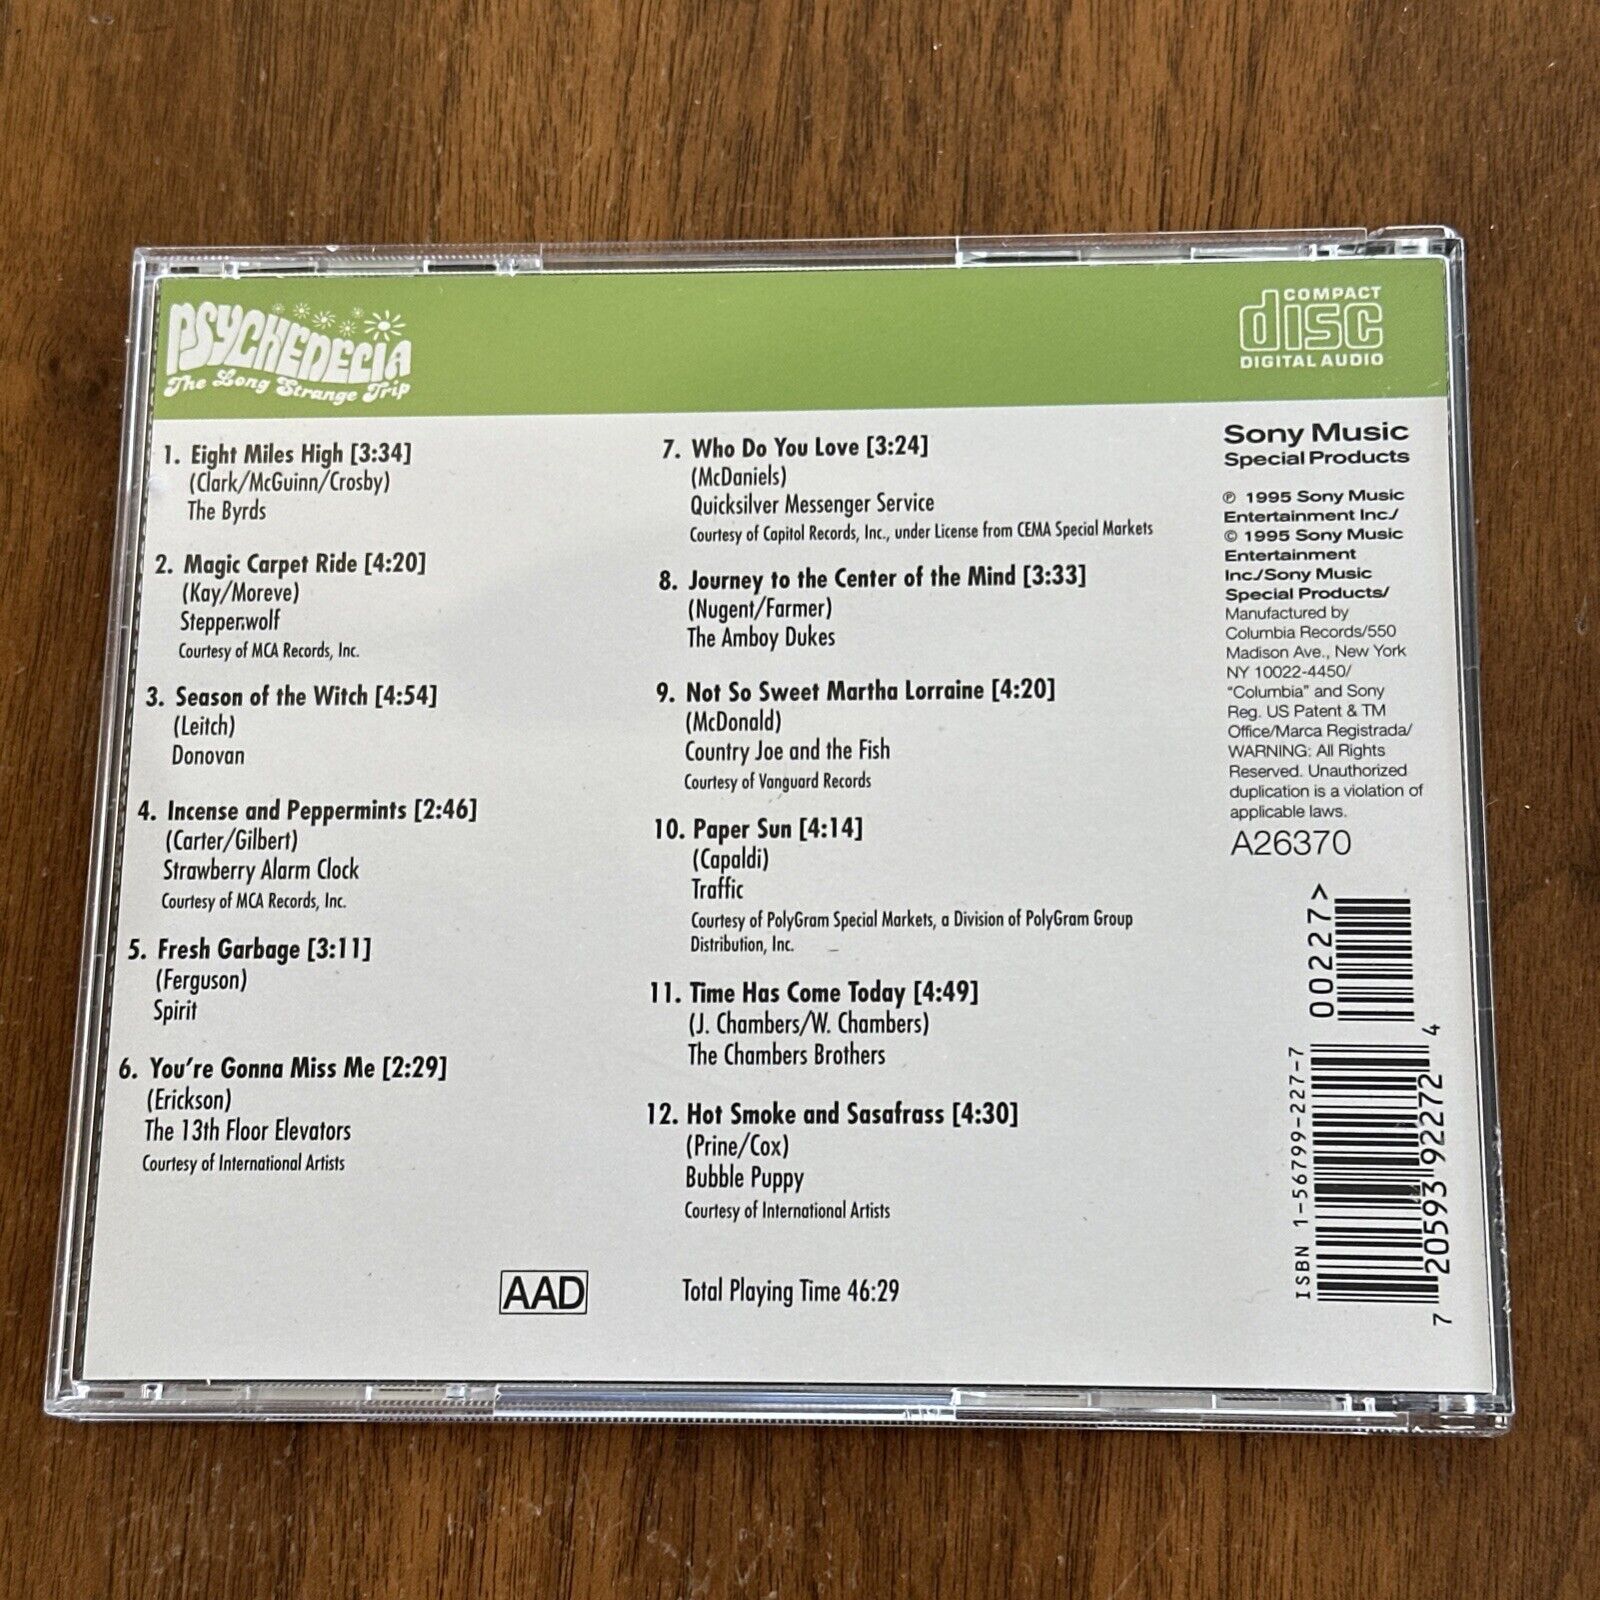 PSYCHEDELIA
The Long Strange Trip
COMPACT
disc
DIGITAL AUDIO
1. Eight Miles High [3:34]
(Clark/McGuinn/Crosby)
The Byrds
2. Magic Carpet Ride [4:20]
(Kay/Moreve)
Steppenwolf
Courtesy of MCA Records, Inc.
3. Season of the Witch [4:54]
(Leitch)
Donovan
4. Incense and Peppermints [2:46]
(Carter/Gilbert)
Strawberry Alarm Clock
Courtesy of MCA Records, Inc.
5. Fresh Garbage [3:11]
(Ferguson)
Spirit
6. You're Gonna Miss Me [2:29]
(Erickson)
The 13th Floor Elevators
Courtesy of International Artists
AAD
7. Who Do You Love [3:24]
(McDaniels)
Quicksilver Messenger Service
Courtesy of Capitol Records, Inc., under License from CEMA Special Markets
8. Journey to the Center of the Mind [3:33]
(Nugent/Farmer)
The Amboy Dukes
9. Not So Sweet Martha Lorraine [4:20]
(McDonald)
Country Joe and the Fish
Courtesy of Vanguard Records
10. Paper Sun [4:14]
(Capaldi)
Traffic
Courtesy of PolyGram Special Markets, a Division of PolyGram Group
Distribution, Inc.
11. Time Has Come Today [4:49]
(J. Chambers/W. Chambers)
The Chambers Brothers
12. Hot Smoke and Sasafrass [4:30]
(Prine/Cox)
Bubble Puppy
Courtesy of International Artists
Total Playing Time 46:29
Sony Music
Special Products
℗ 1995 Sony Music
Entertainment Inc./
© 1995 Sony Music
Entertainment
Inc./Sony Music
Special Products/
Manufactured by
Columbia Records/550
Madison Ave., New York
NY 10022-4450/
"Columbia" and Sony
Reg. US Patent & TM
Office/Marca Registrada/
WARNING: All Rights
Reserved. Unauthorized
duplication is a violation of
applicable laws.
A26370
00227>
ISBN 1-56799-227-7
7 20593 92272 4